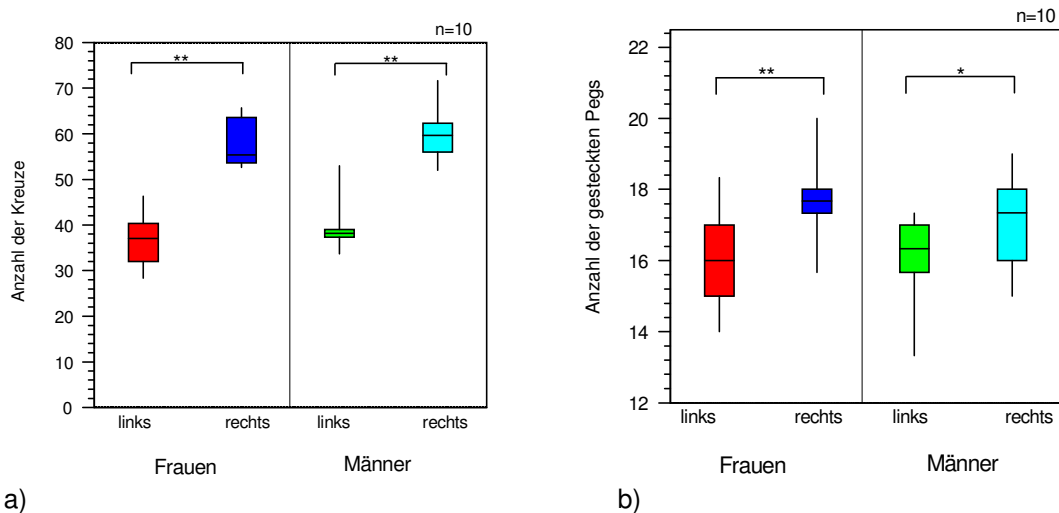 n=10
Anzahl der Kreuze
80
70
60
50
40
30
20
10
0
**
**
links
rechts
links
rechts
Frauen
Männer
a)
n=10
Anzahl der gesteckten Pegs
22
20
18
16
14
12
**
*
links
rechts
links
rechts
Frauen
Männer
b)